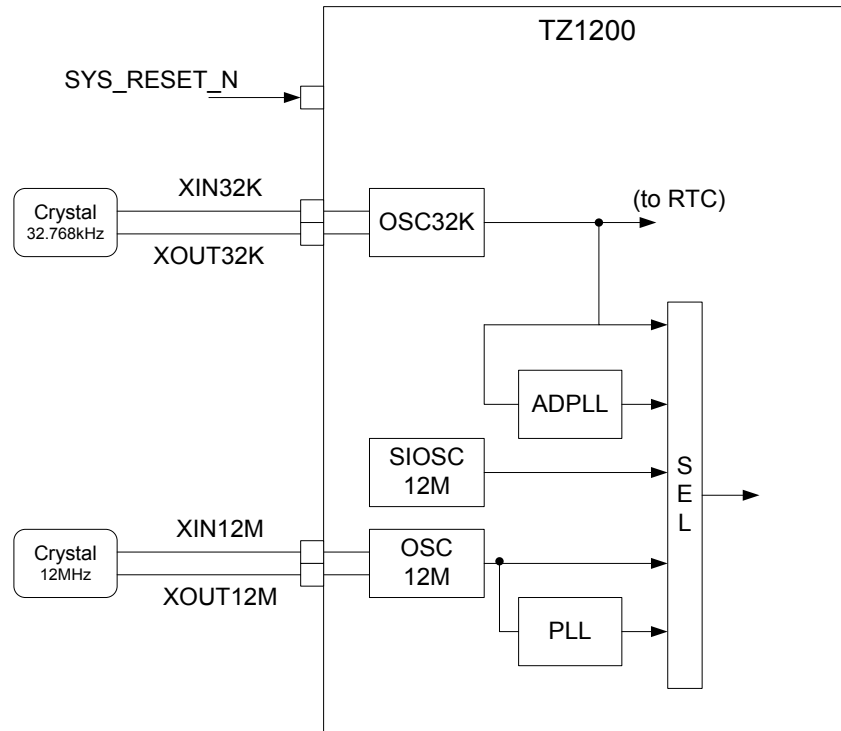 TZ1200
SYS_RESET_N
XIN32K
Crystal
32.768kHz
XOUT32K
OSC32K
(to RTC)
ADPLL
SIOSC
12M
S
E
L
XIN12M
Crystal
12MHz
XOUT12M
OSC
12M
PLL